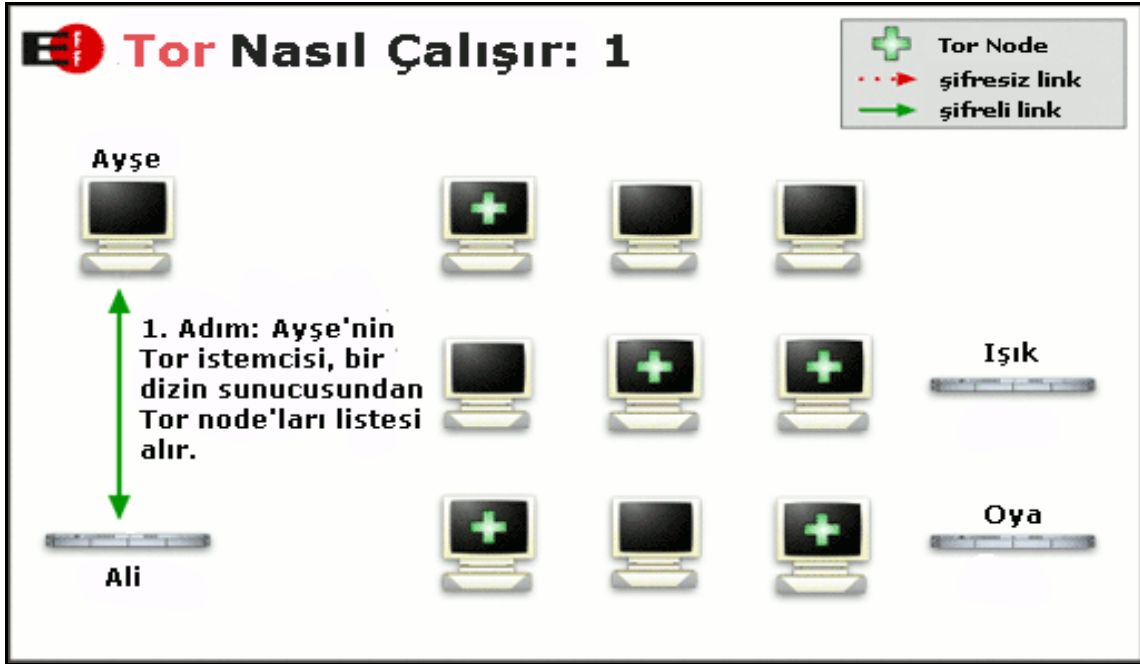 EFF Tor Nasıl Çalışır: 1
Tor Node
şifresiz link
şifreli link
Ayşe
1. Adım: Ayşe'nin
Tor istemcisi, bir
dizin sunucusundan
Tor node'ları listesi
alır.
Işık
Oya
Ali